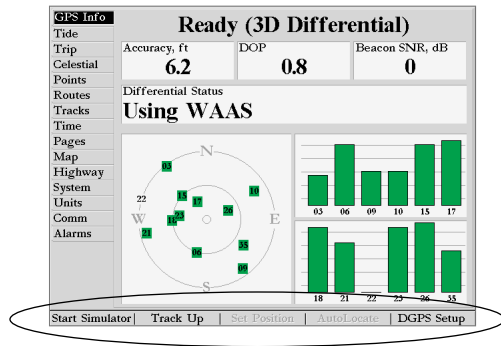 GPS Info
Tide
Trip
Celestial
Points
Routes
Tracks
Time
Pages
Map
Highway
System
Units
Comm
Alarms
Ready (3D Differential)
Accuracy, ft DOP Beacon SNR, dB
6.2 0.8 0
Differential Status
Using WAAS
N
03
10
22 15 17
26
18 23
W E
21
35
06
09
S
03 06 09 10 15 17
18 21 22 23 26 35
Start Simulator Track Up Set Position AutoLocate DGPS Setup